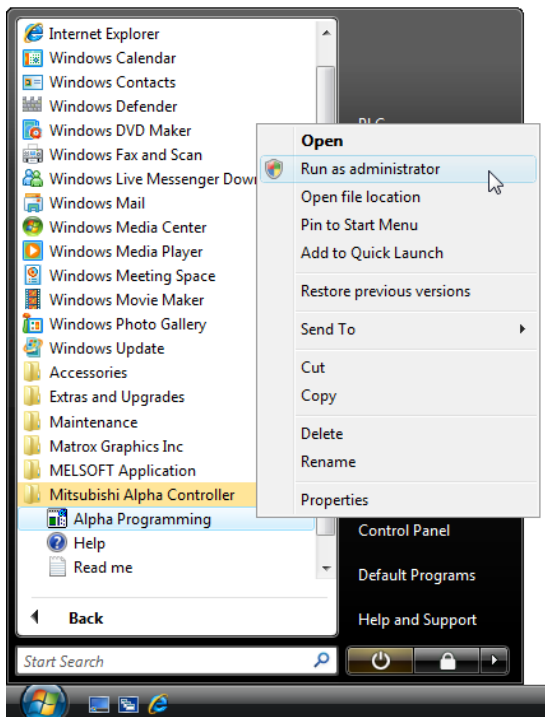 Internet Explorer
Windows Calendar
Windows Contacts
Windows Defender
Windows DVD Maker
Windows Fax and Scan
Windows Live Messenger Dow
Windows Mail
Windows Media Center
Windows Media Player
Windows Meeting Space
Windows Movie Maker
Windows Photo Gallery
Windows Update
Accessories
Extras and Upgrades
Maintenance
Matrox Graphics Inc
MELSOFT Application
Mitsubishi Alpha Controller
Alpha Programming
Help
Read me
Back
Start Search
PLC
Open
Run as administrator
Open file location
Pin to Start Menu
Add to Quick Launch
Restore previous versions
Send To
Cut
Copy
Delete
Rename
Properties
Control Panel
Default Programs
Help and Support